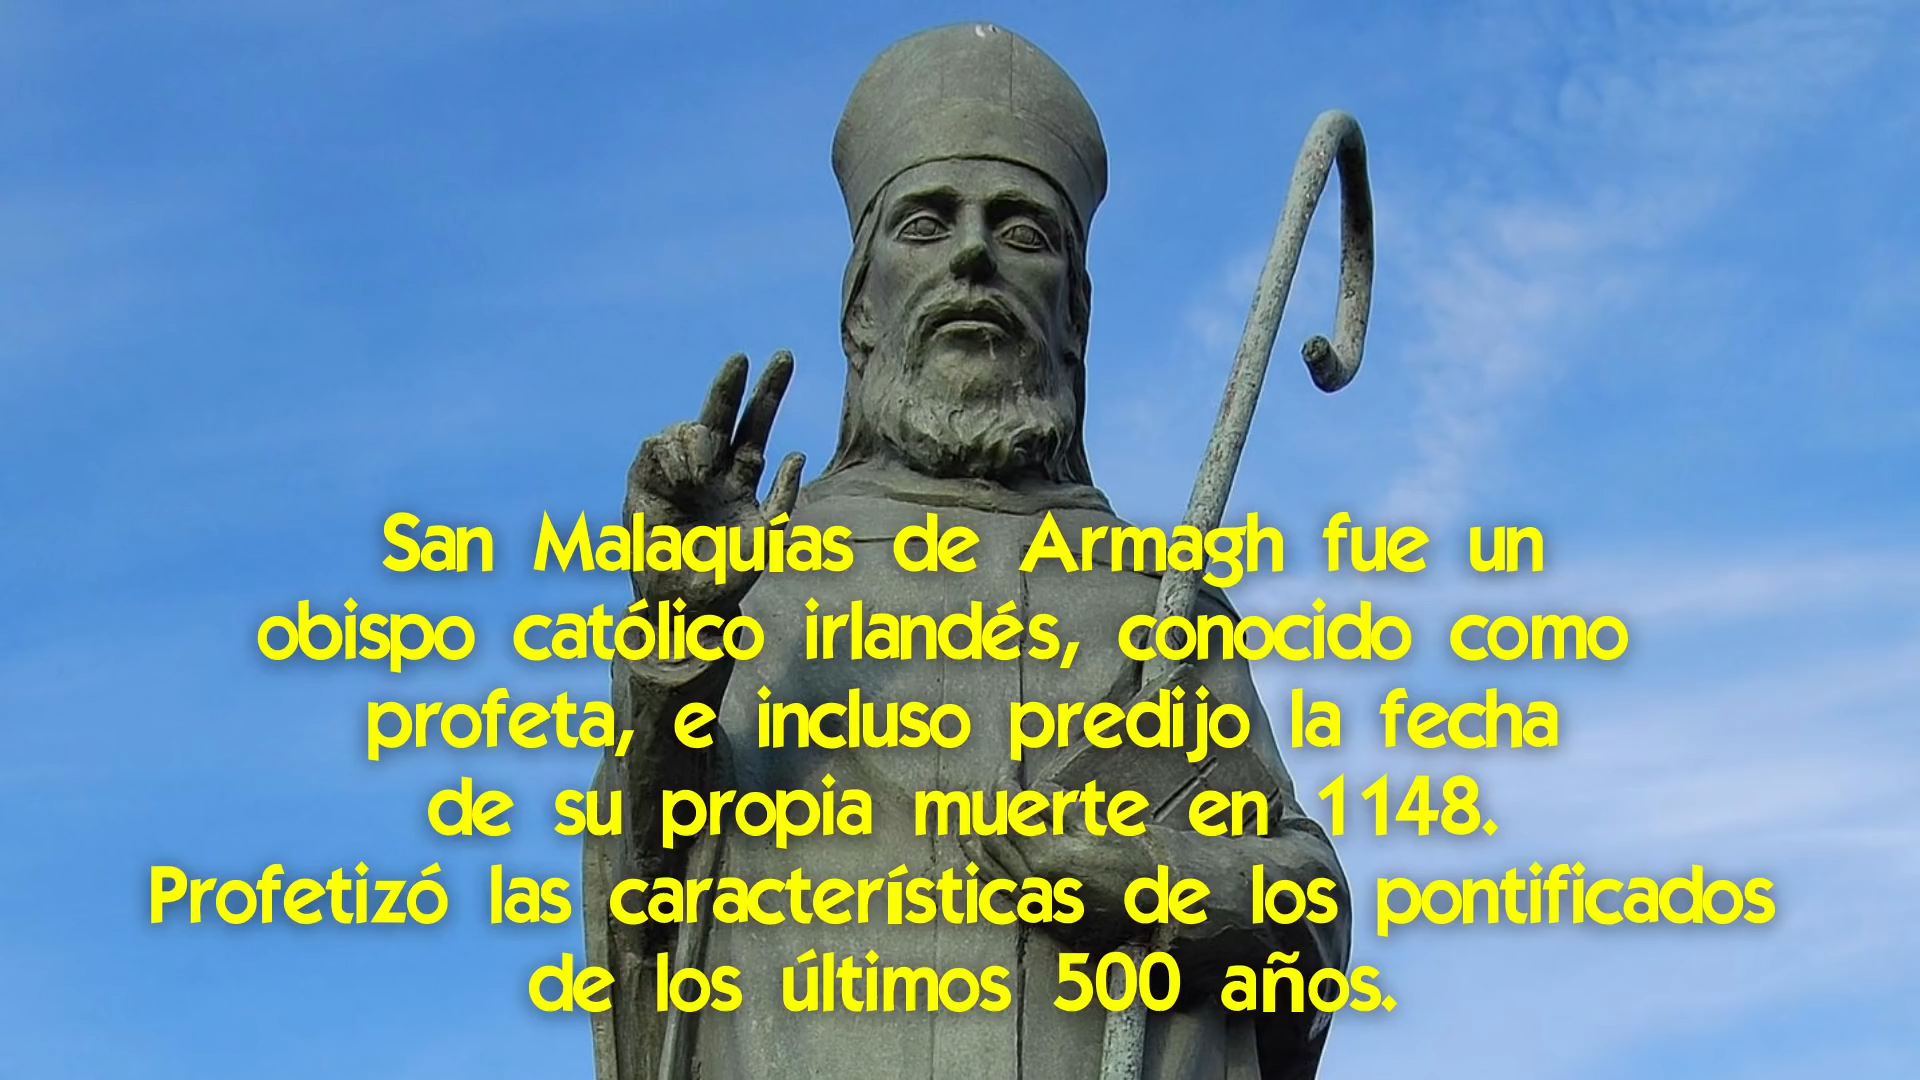 San Malaquías de Armagh fue un
obispo católico irlandés, conocido como
profeta, e incluso predijo la fecha
de su propia muerte en 1148.
Profetizó las características de los pontificados
de los últimos 500 años.